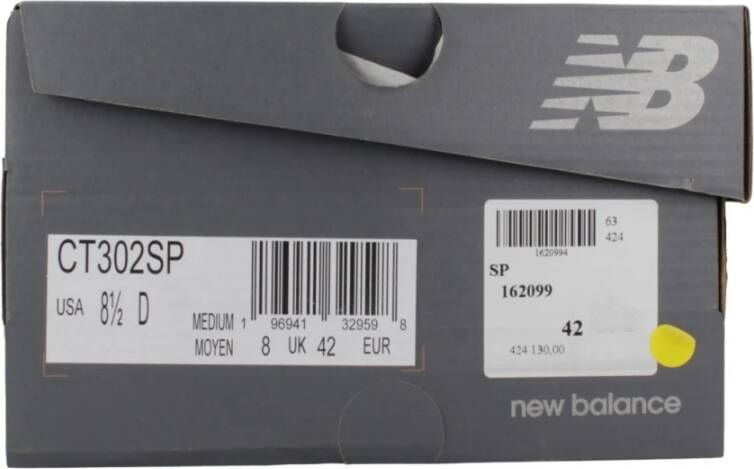 NB
CT302SP
USA 8½ D
MEDIUM 1 96941 32959 8
MOYEN 8 UK 42 EUR
63
424
1620994
SP
162099
42
424 130,00
new balance